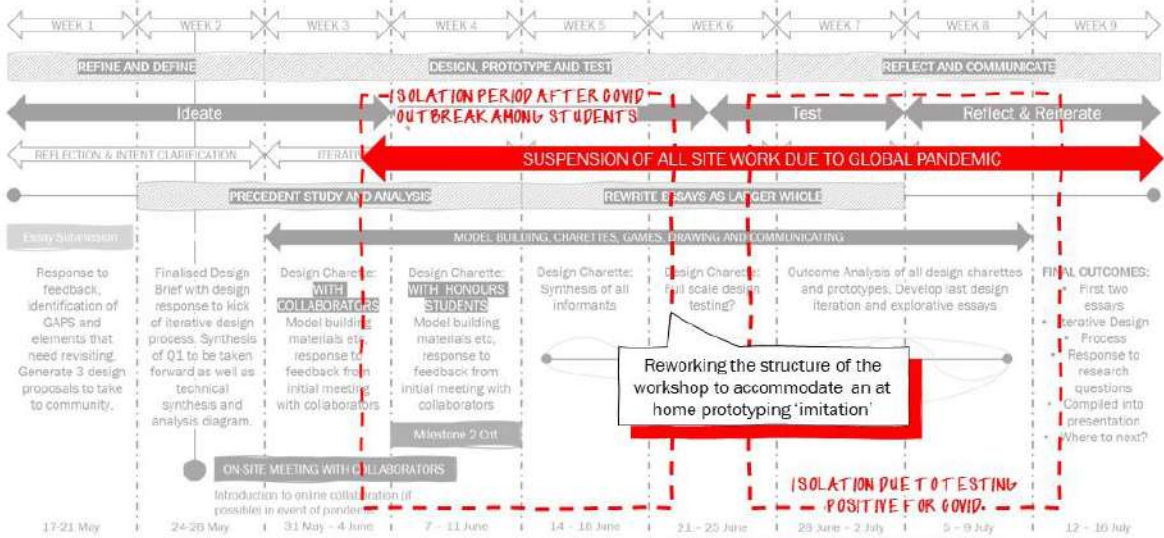 WEEK 1
WEEK 2
WEEK 3
WEEK 4
WEEK 5
WEEK 6
WEEK 7
WEEK 8
WEEK 9
REFINE AND DEFINE
DESIGN, PROTOTYPE AND TEST
REFLECT AND COMMUNICATE
ISOLATION PERIOD AFTER COVID
OUTBREAK AMONG STUDENTS
Ideate
Test
Reflect & Reiterate
REFLECTION & INTENT CLARIFICATION
SUSPENSION OF ALL SITE WORK DUE TO GLOBAL PANDEMIC
PRECEDENT STUDY AND ANALYSIS
REWRITE ESSAYS AS LARGER WHOLE
Essay Submission
MODEL BUILDING, CHARETTES, GAMES, DRAWING AND COMMUNICATING
Response to
feedback,
identification of
GAPS and
elements that
need revisiting.
Generate 3 design
proposals to take
to community.
Finalised Design
Brief with design
response to kick
of iterative design
process. Synthesis
of Q1 to be taken
forward as well as
technical
synthesis and
analysis diagram.
Design Charette:
WITH
COLLABORATORS
Model building
materials etc,
response to
feedback from
initial meeting
with collaborators
Design Charette:
WITH HONOURS
STUDENTS
Model building
materials etc,
response to
feedback from
initial meeting with
collaborators
Milestone 2 Out
Design Charette:
Synthesis of all
informants
Design Charette:
Full scale design
testing?
Outcome Analysis of all design charettes
and prototypes. Develop last design
iteration and explorative essays
FINAL OUTCOMES:
• First two
essays
• Iterative Design
Process
• Response to
research
questions
• Compiled into
presentation
• Where to next?
Reworking the structure of the
workshop to accommodate an at
home prototyping 'imitation'
ON-SITE MEETING WITH COLLABORATORS
Introduction to online collaboration (if
possible) in event of pandemic
ISOLATION DUE TO TESTING
POSITIVE FOR COVID.
17-21 May
24-28 May
31 May - 4 June
7 - 11 June
14 - 18 June
21 - 25 June
28 June - 2 July
5 - 9 July
12 - 16 July